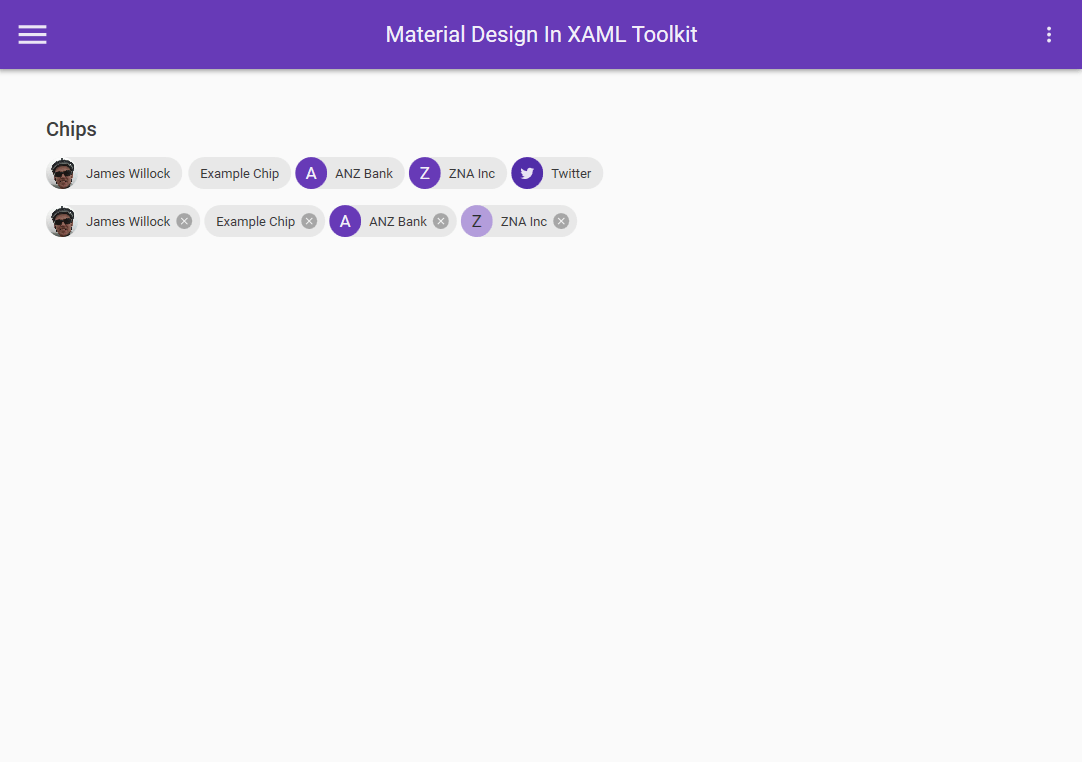 Material Design In XAML Toolkit
Chips
James Willock Example Chip A ANZ Bank Z ZNA Inc Twitter
James Willock Example Chip A ANZ Bank Z ZNA Inc